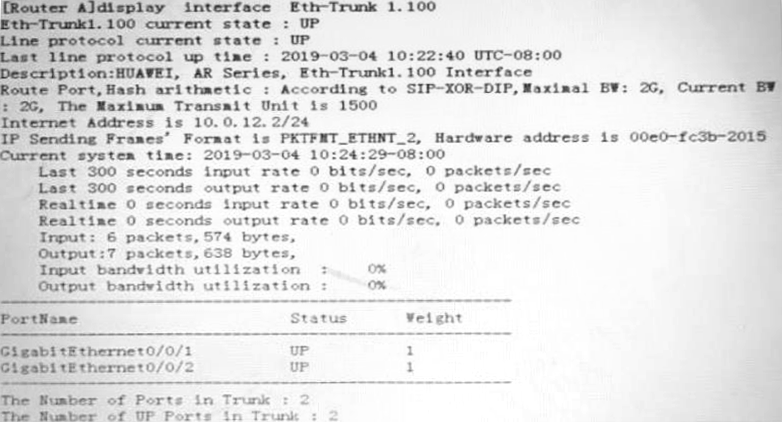 [Router A]display interface Eth-Trunk 1.100
Eth-Trunk1.100 current state : UP
Line protocol current state : UP
Last line protocol up time : 2019-03-04 10:22:40 UTC-08:00
Description:HUAWEI, AR Series, Eth-Trunk1.100 Interface
Route Port,Hash arithmetic : According to SIP-XOR-DIP,Maximal BW: 2G, Current BW
: 2G, The Maximum Transmit Unit is 1500
Internet Address is 10.0.12.2/24
IP Sending Frames' Format is PKTFMT_ETHNT_2, Hardware address is 00e0-fc3b-2015
Current system time: 2019-03-04 10:24:29-08:00
Last 300 seconds input rate 0 bits/sec, 0 packets/sec
Last 300 seconds output rate 0 bits/sec, 0 packets/sec
Realtime 0 seconds input rate 0 bits/sec, 0 packets/sec
Realtime 0 seconds output rate 0 bits/sec, 0 packets/sec
Input: 6 packets,574 bytes,
Output:7 packets,638 bytes,
Input bandwidth utilization : 0%
Output bandwidth utilization : 0%
PortName Status Weight
GigabitEthernet0/0/1 UP 1
GigabitEthernet0/0/2 UP 1
The Number of Ports in Trunk : 2
The Number of UP Ports in Trunk : 2